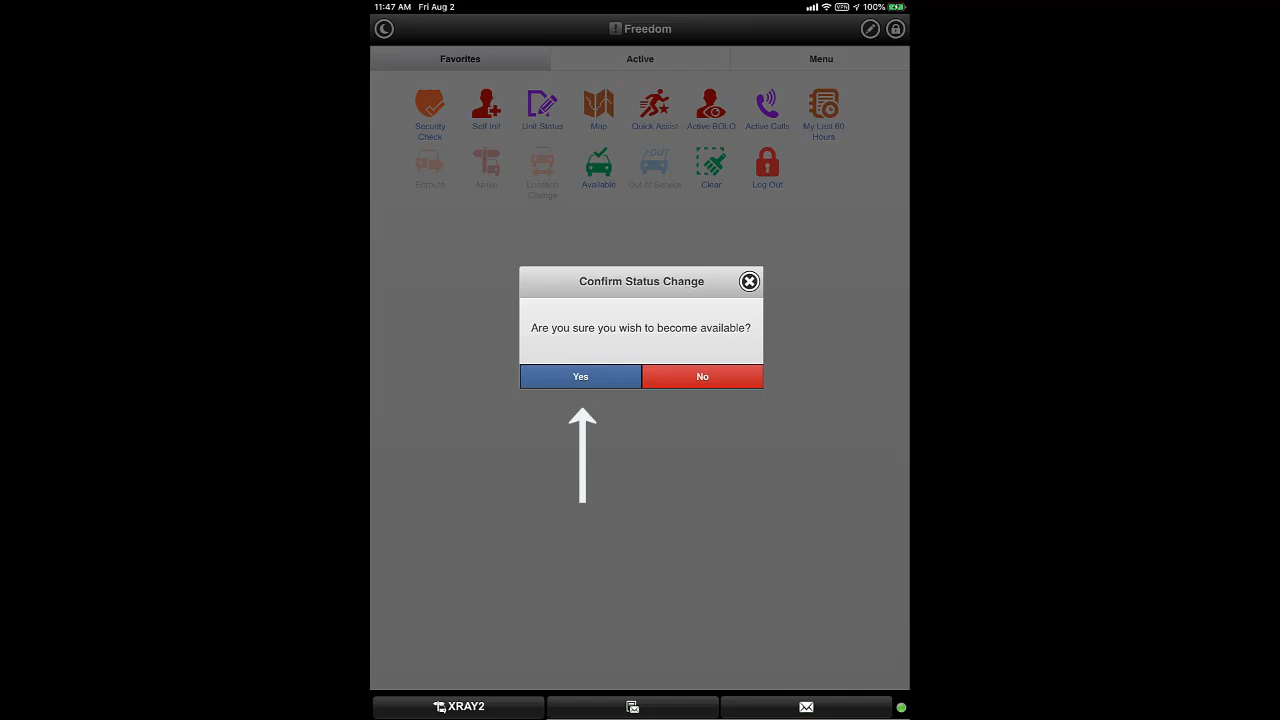 11:47 AM Fri Aug 2 VPN 100%
Freedom
Favorites Active Menu
Security Check Self Init Unit Status Map Quick Assist Active BOLO Active Calls My Last 60 Hours
OUT
Enroute Arrive Location Change Available Out of Service Clear Log Out
Confirm Status Change
Are you sure you wish to become available?
Yes No
XRAY2